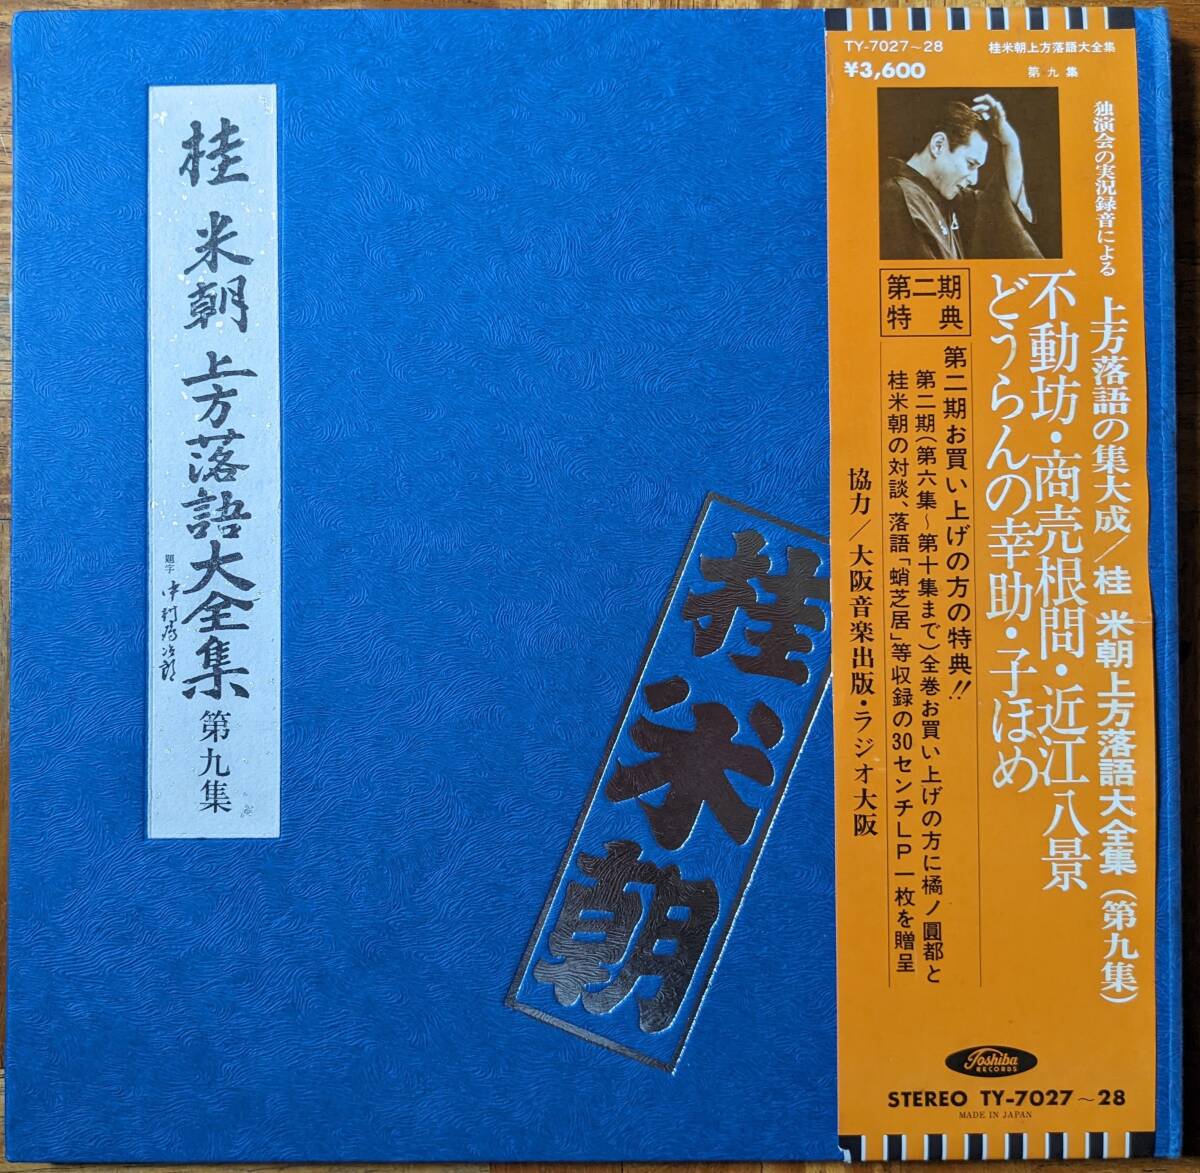 桂米朝上方落語大全集 第九集
題字 中村鴈治郎
桂米朝
TY-7027~28
¥3,600
桂米朝上方落語大全集
第九集
独演会の実況録音による
上方落語の集大成/桂 米朝上方落語大全集(第九集)
不動坊・商売根問・近江八景
どうらんの幸助・子ほめ
第二期
特典
第二期お買い上げの方の特典!!
第二期(第六集~第十集まで)全巻お買い上げの方に橘ノ圓都と
桂米朝の対談、落語「蛸芝居」等収録の30センチLP一枚を贈呈
協力/大阪音楽出版・ラジオ大阪
Toshiba
RECORDS
STEREO TY-7027~28
MADE IN JAPAN